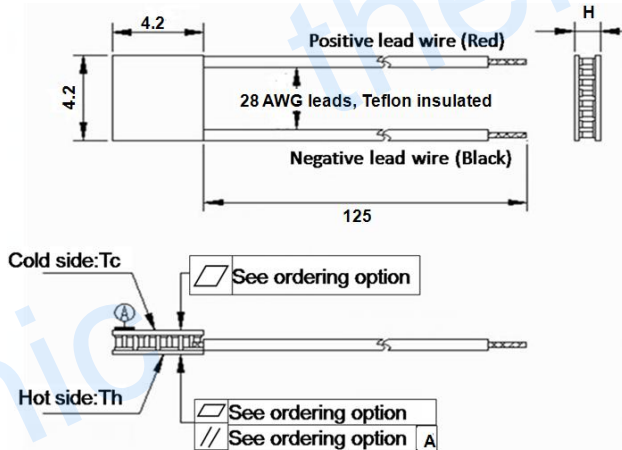 4.2
H
Positive lead wire (Red)
4.2
28 AWG leads, Teflon insulated
Negative lead wire (Black)
125
Cold side:Tc
See ordering option
A
Hot side:Th
See ordering option
// See ordering option A